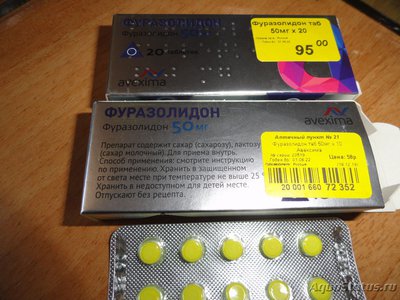 Фуразолидон таб
50мг х 20
95 00
Фуразолидон 50мг
20 таблеток
avexima
ФУРАЗОЛИДОН
Фуразолидон 50 мг
avexima
Препарат содержит сахар (сахарозу), лактозу
(сахар молочный). Для приема внутрь.
Способ применения: смотрите инструкцию
по применению. Хранить в защищенном
от света месте при температуре не выше 25
Хранить в недоступном для детей месте.
Отпускают без рецепта.
Аптечный пункт № 21
Фуразолидон таб 50мг х 10
Авексима
Цена: 58р.
20 001 660 72 352
AquaStatus.ru